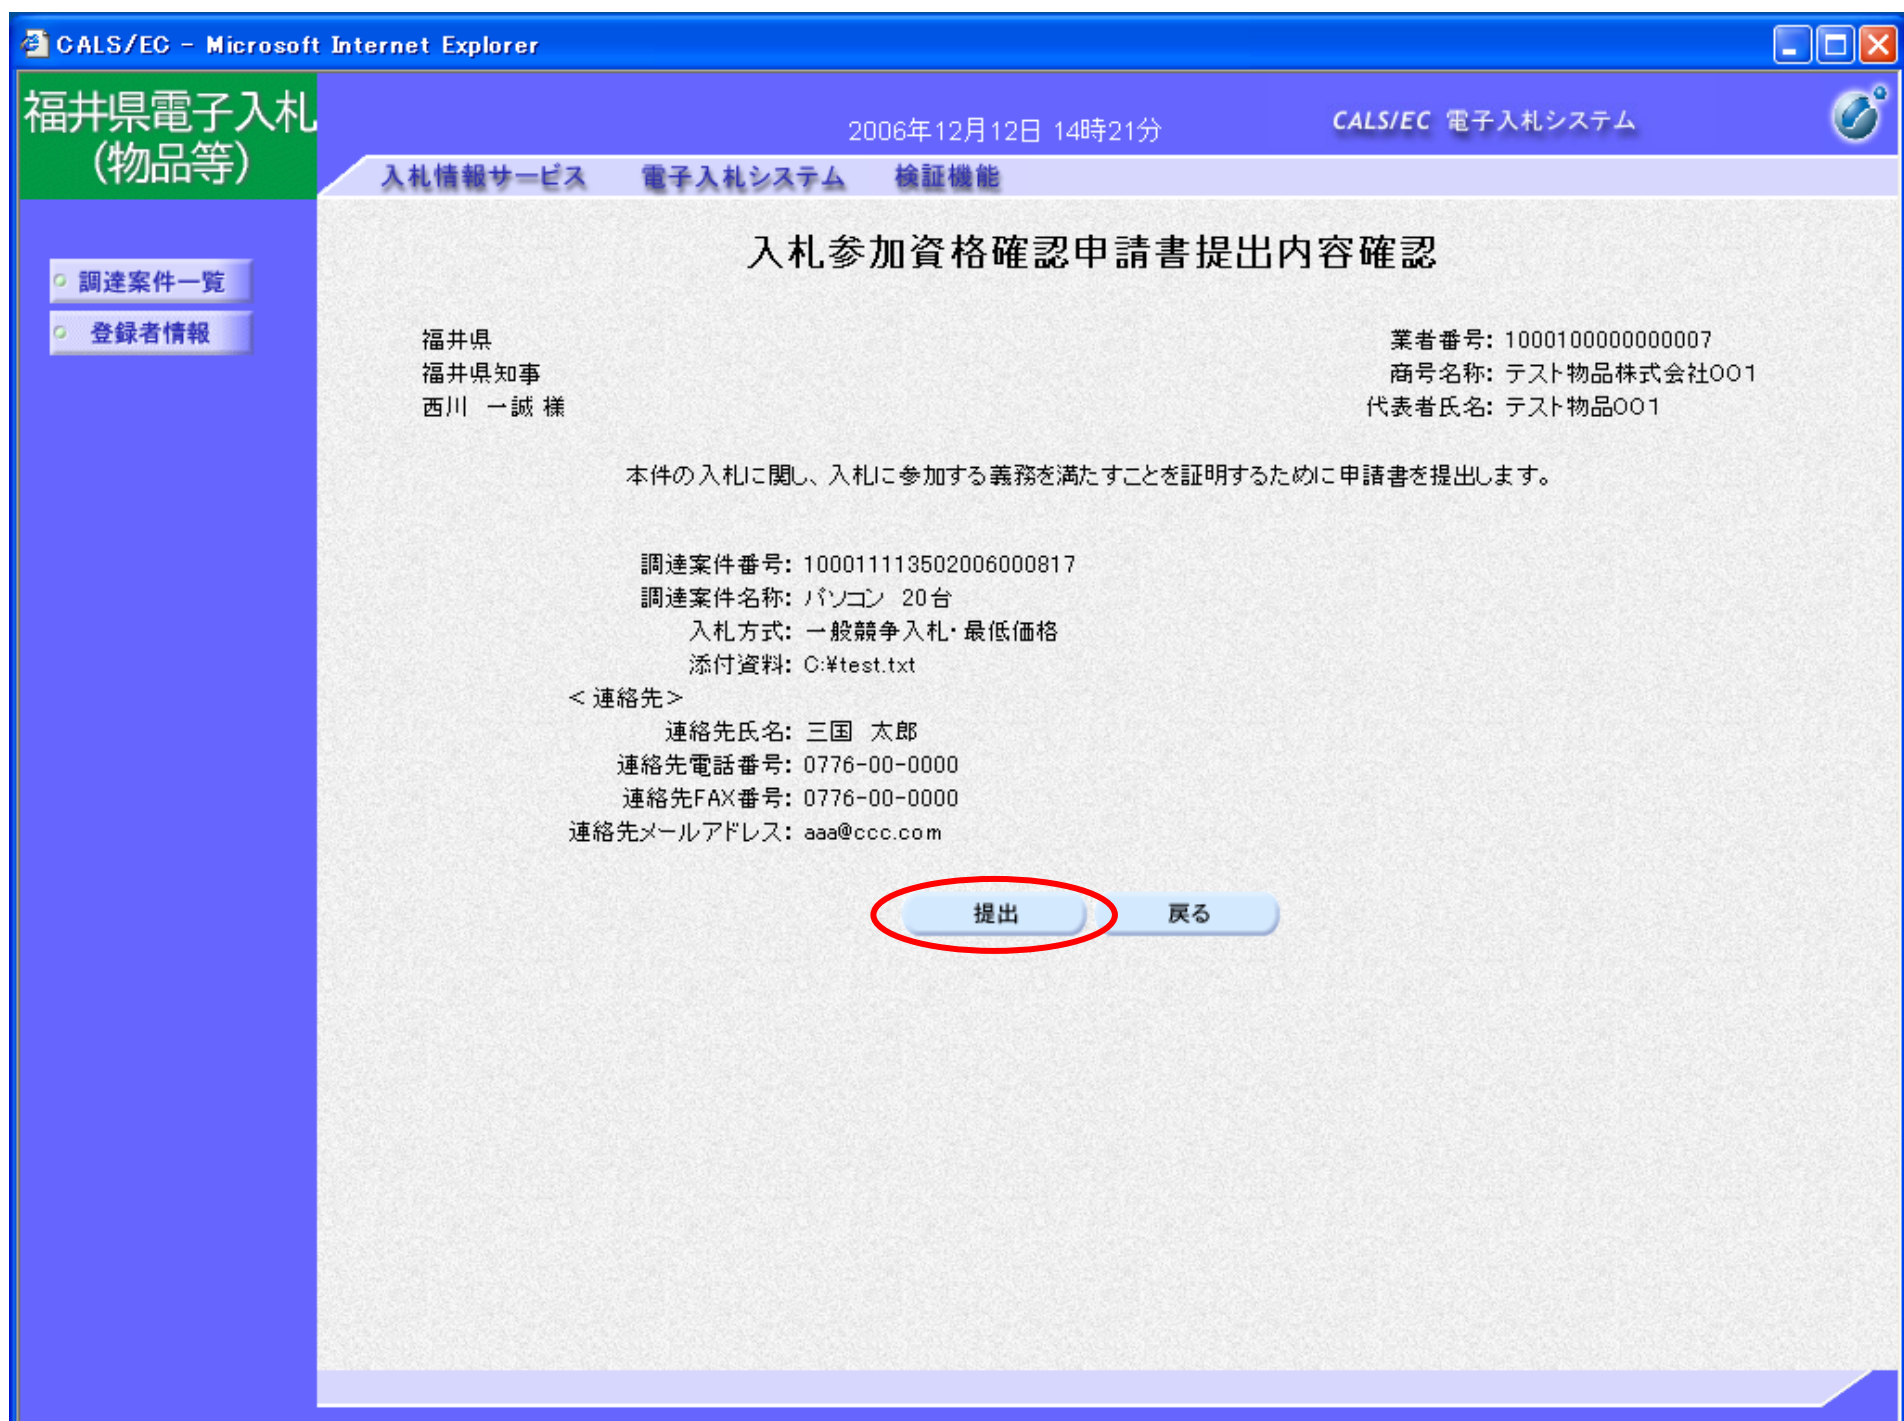 CALS/EC - Microsoft Internet Explorer
福井県電子入札
(物品等)
2006年12月12日 14時21分
CALS/EC 電子入札システム
入札情報サービス 電子入札システム 検証機能
調達案件一覧
登録者情報
入札参加資格確認申請書提出内容確認
福井県
福井県知事
西川 一誠 様
業者番号: 1000100000000007
商号名称: テスト物品株式会社001
代表者氏名: テスト物品001
本件の入札に関し、入札に参加する義務を満たすことを証明するために申請書を提出します。
調達案件番号: 100011113502006000817
調達案件名称: パソコン 20台
入札方式: 一般競争入札・最低価格
添付資料: C:¥test.txt
<連絡先>
連絡先氏名: 三国 太郎
連絡先電話番号: 0776-00-0000
連絡先FAX番号: 0776-00-0000
連絡先メールアドレス: aaa@ccc.com
提出 戻る